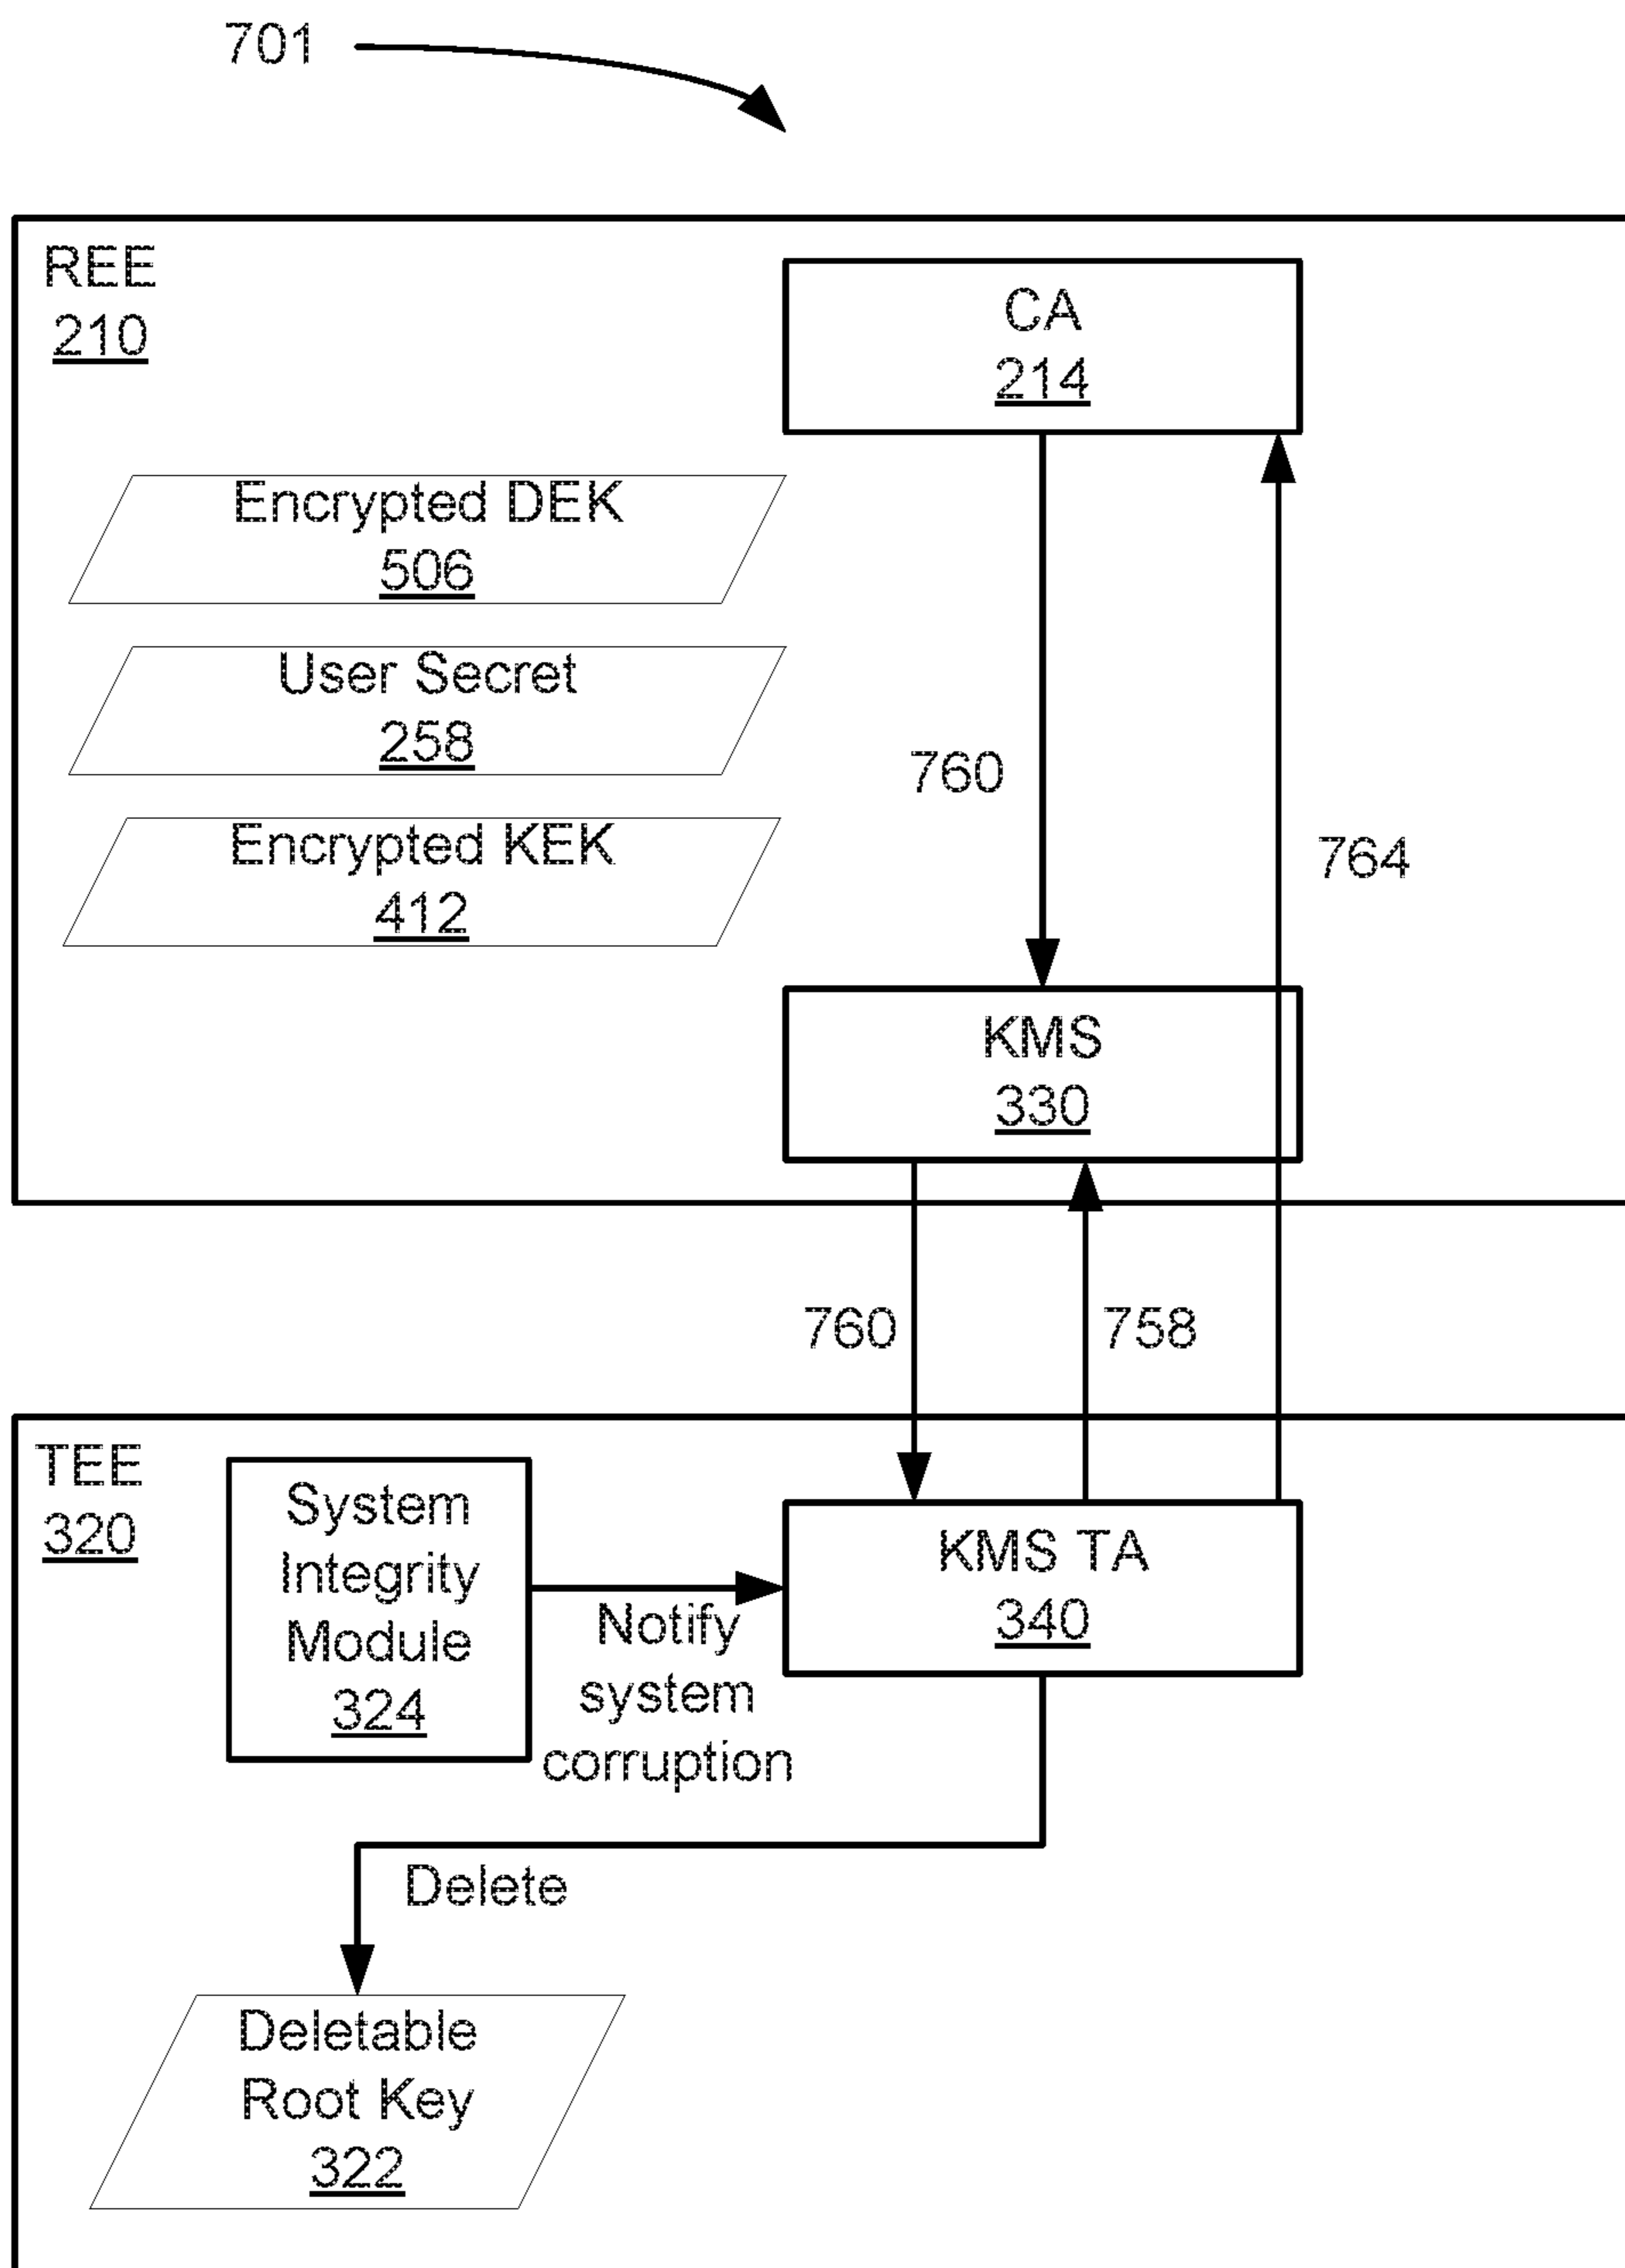 701
REE
210
CA
214
Encrypted DEK
506
User Secret
258
Encrypted KEK
412
760
764
KMS
330
760
758
TEE
320
System
Integrity
Module
324
Notify
system
corruption
KMS TA
340
Delete
Deletable
Root Key
322